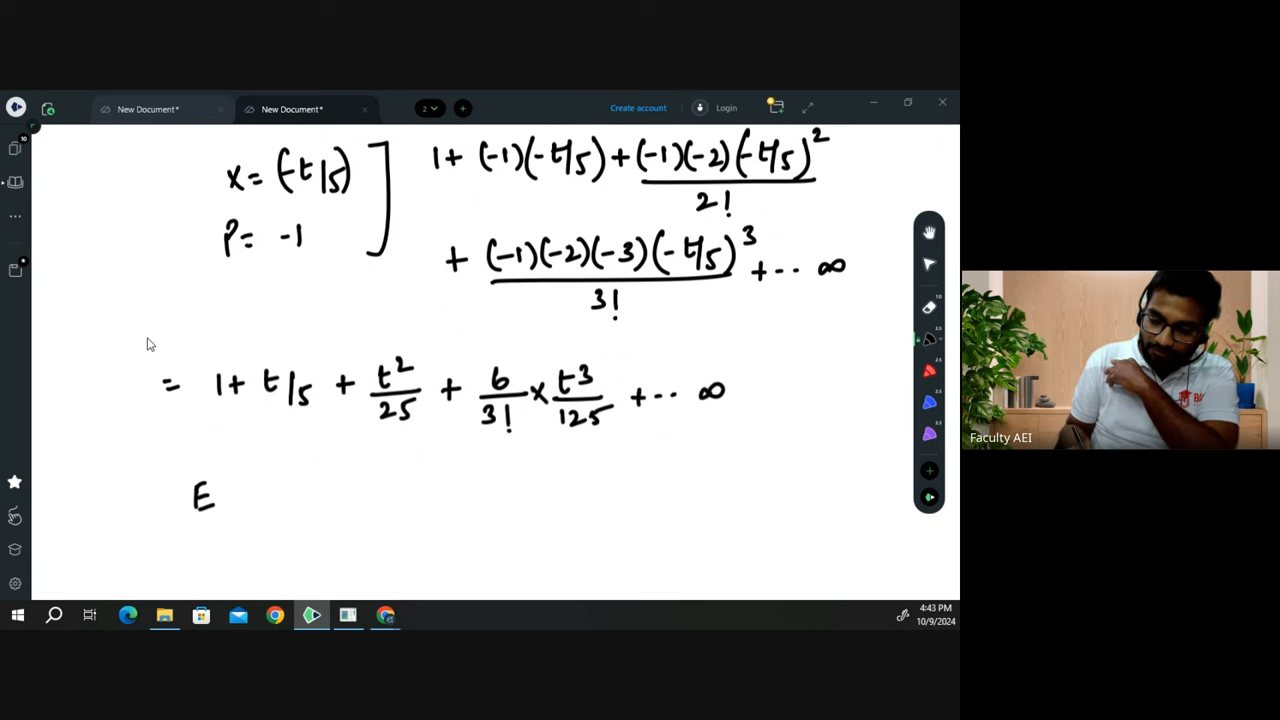 New Document* New Document* 2 Create account Login
x = (-t/5) 1 + (-1)(-t/5) + (-1)(-2)(-t/5)²
2!
P = -1
+ (-1)(-2)(-3)(-t/5)³ + ·· ∞
3!
= 1 + t/5 + t²/25 + 6/3! × t³/125 + ·· ∞
E
Faculty AEI
4:43 PM
10/9/2024